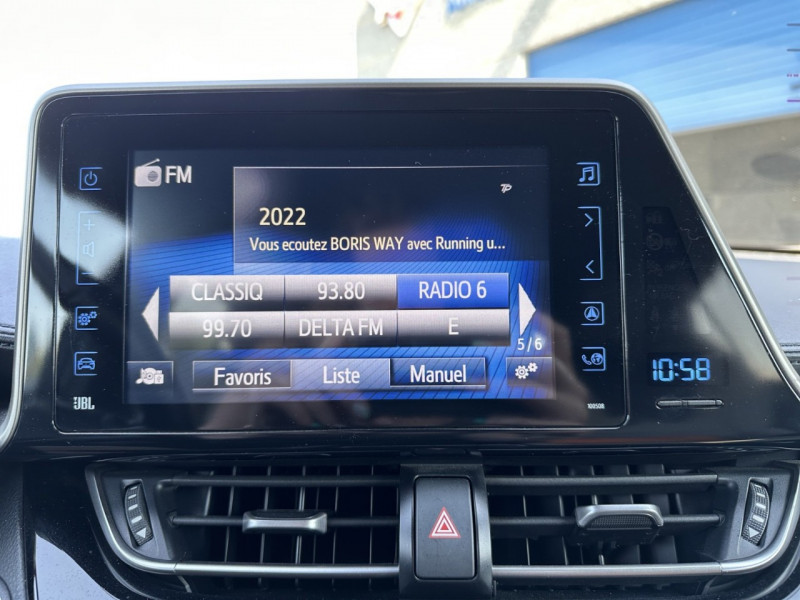 FM
TP
2022
Vous ecoutez BORIS WAY avec Running u...
CLASSIQ 93.80 RADIO 6
99.70 DELTA FM E
5/6
Favoris Liste Manuel
JBL
10:58